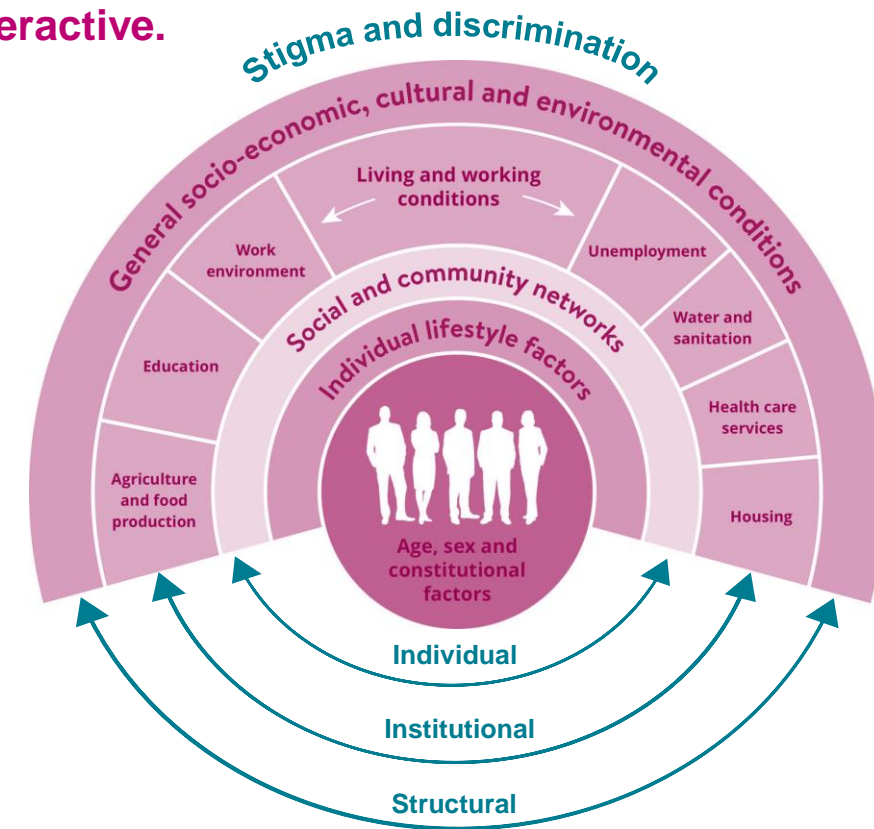 eractive.
Stigma and discrimination
General socio-economic, cultural and environmental conditions
Living and working
conditions
Work
environment
Unemployment
Education
Water and
sanitation
Agriculture
and food
production
Health care
services
Housing
Social and community networks
Individual lifestyle factors
Age, sex and
constitutional
factors
Individual
Institutional
Structural